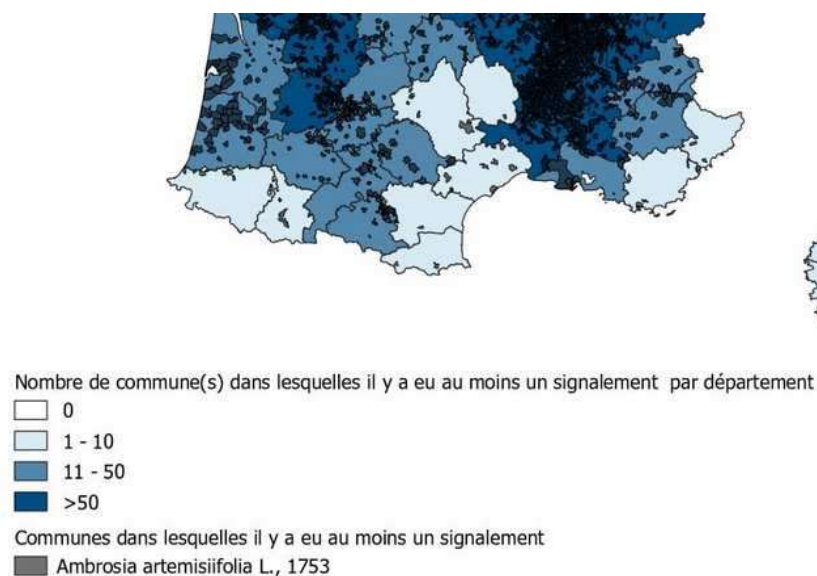 Nombre de commune(s) dans lesquelles il y a eu au moins un signalement par département
0
1 - 10
11 - 50
>50
Communes dans lesquelles il y a eu au moins un signalement
Ambrosia artemisiifolia L., 1753